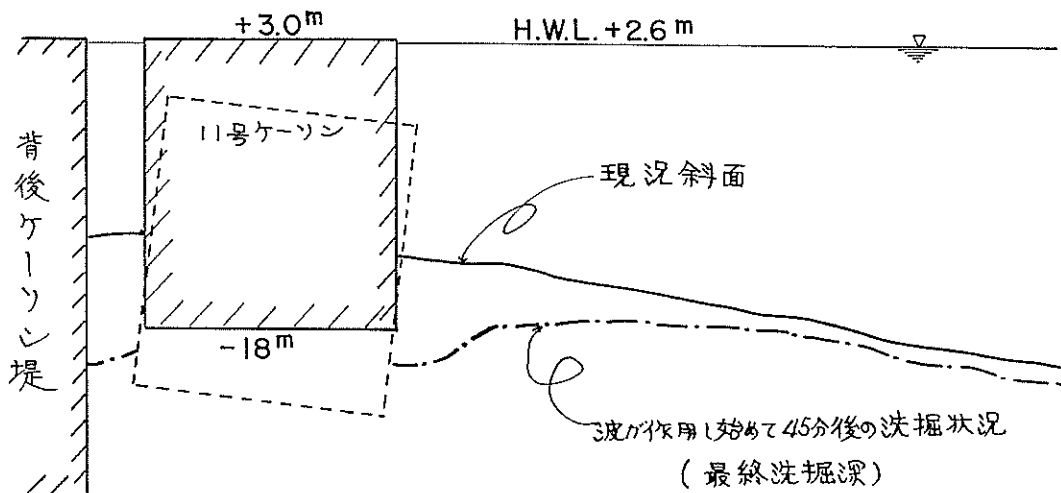 +3.0m
H.W.L. +2.6 m
11号ケーソン
背後ケーソン堤
現況斜面
-18m
波が作用し始めて45分後の洗掘状況
(最終洗掘深)